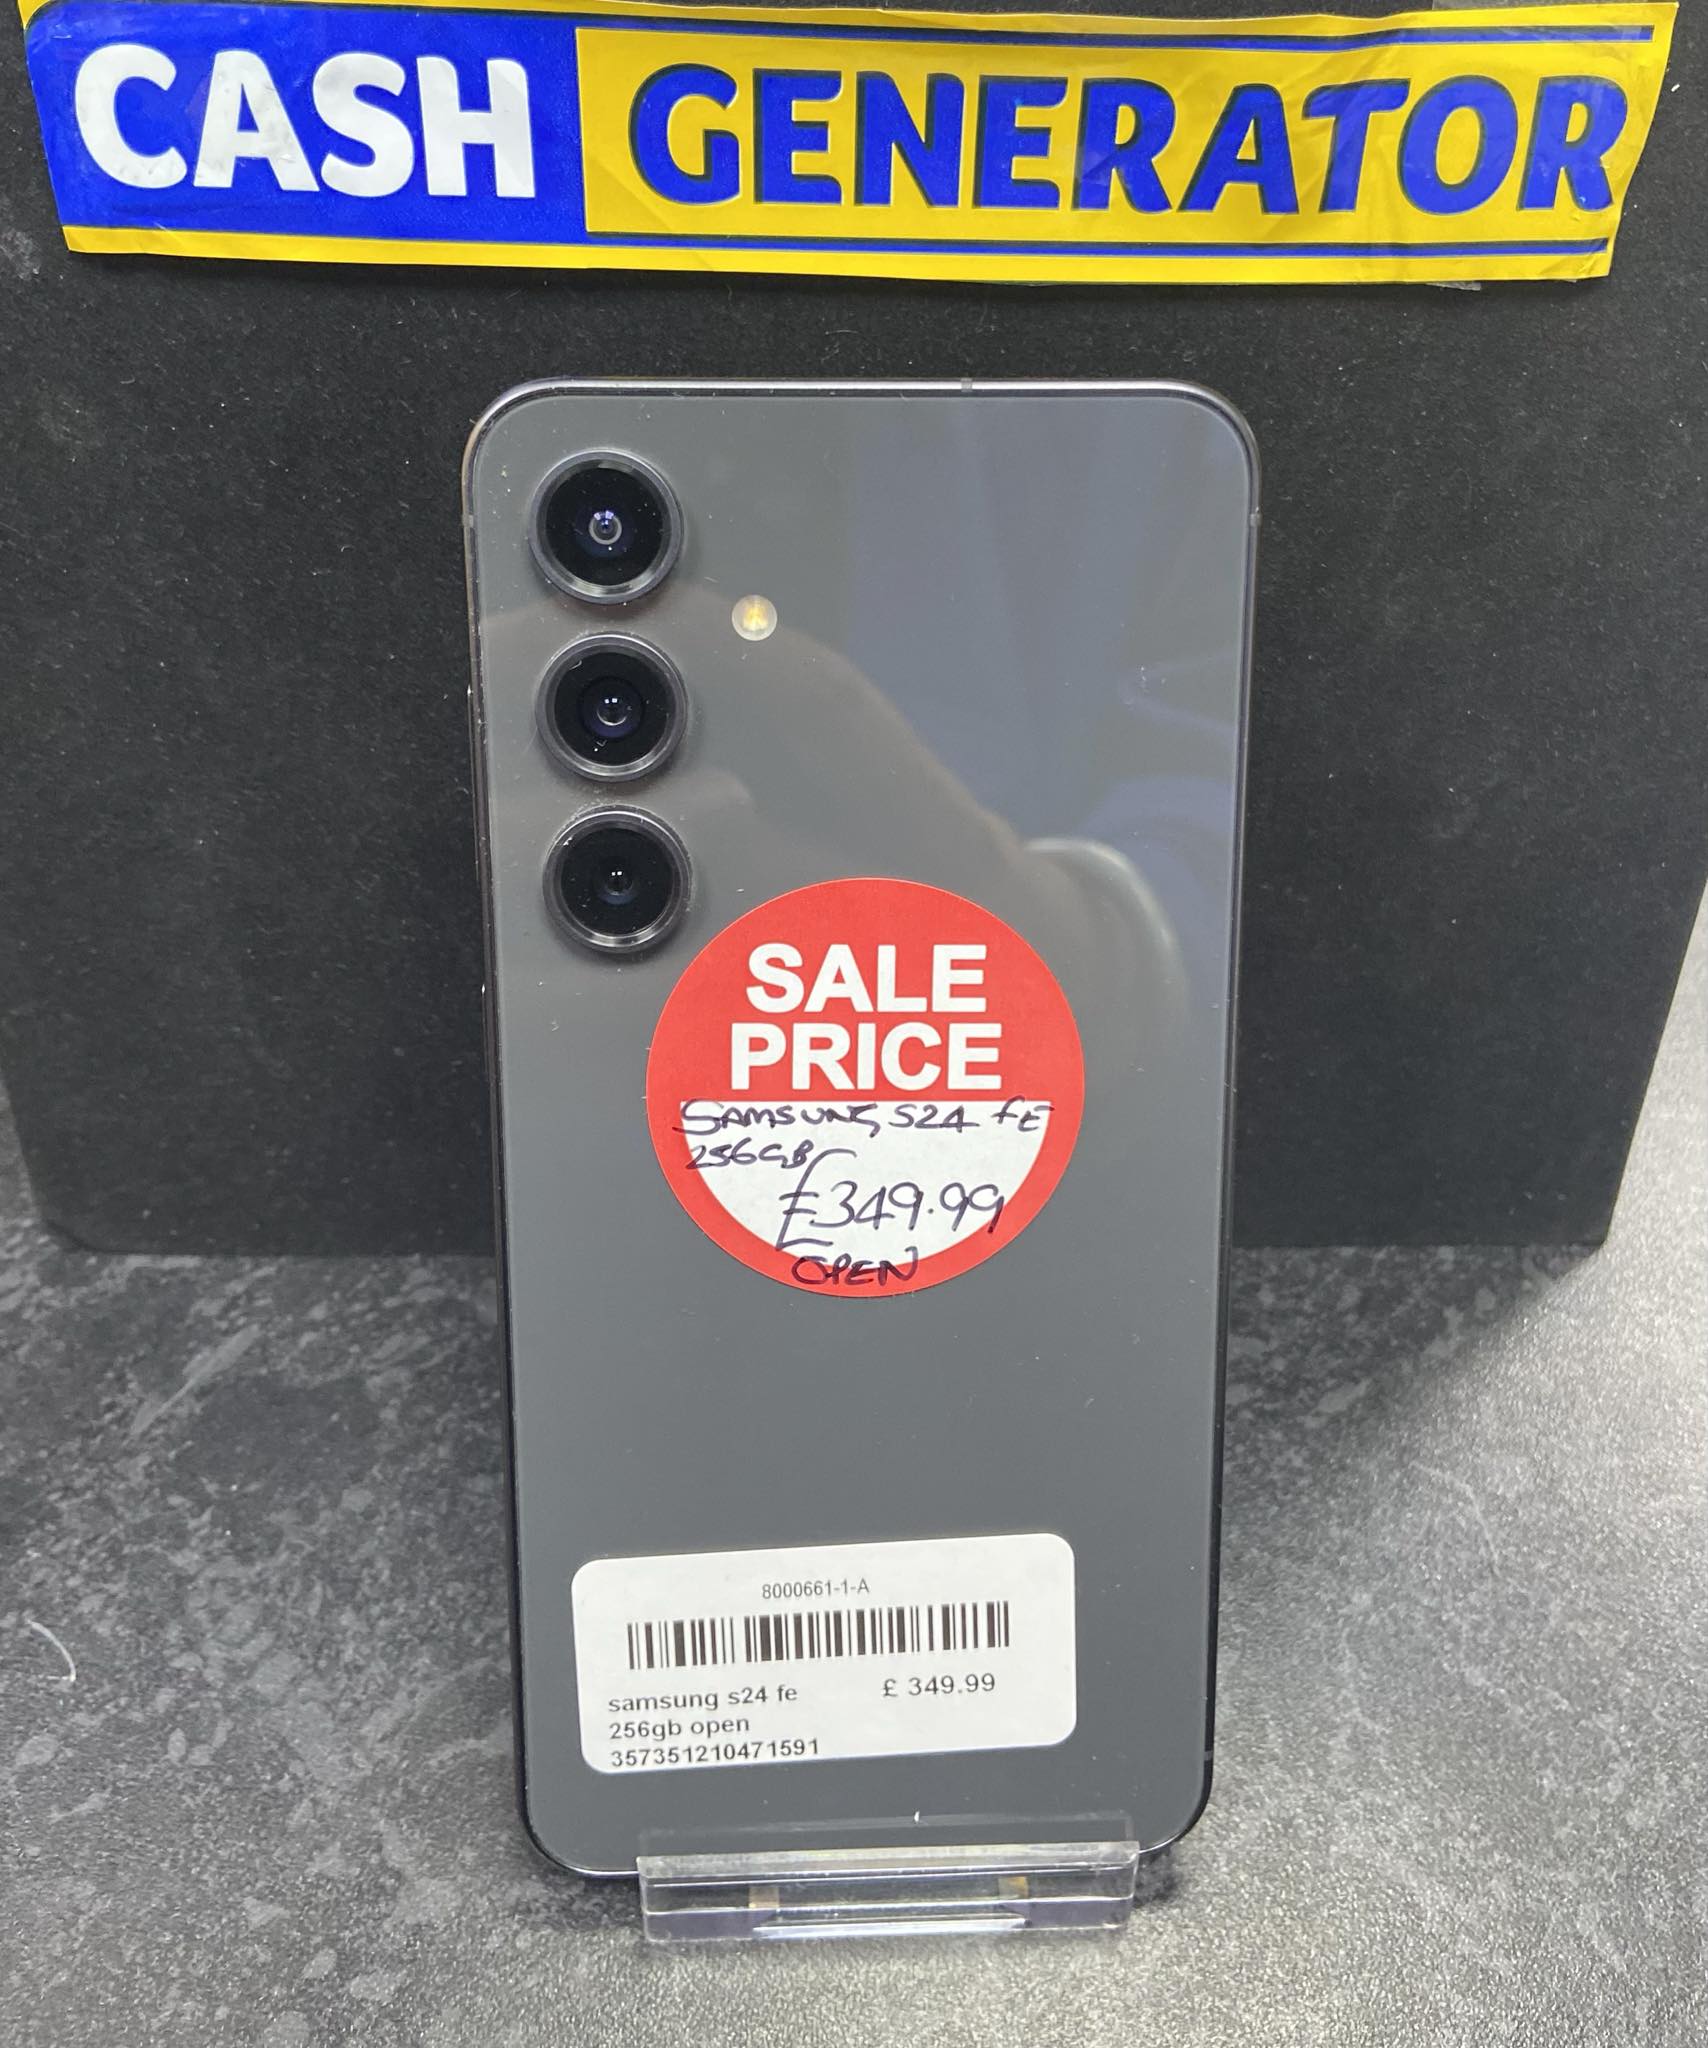 CASH GENERATOR
SALE
PRICE
SAMSUNG S24 FE
256GB
£349.99
OPEN
8000661-1-A
samsung s24 fe £ 349.99
256gb open
357351210471591